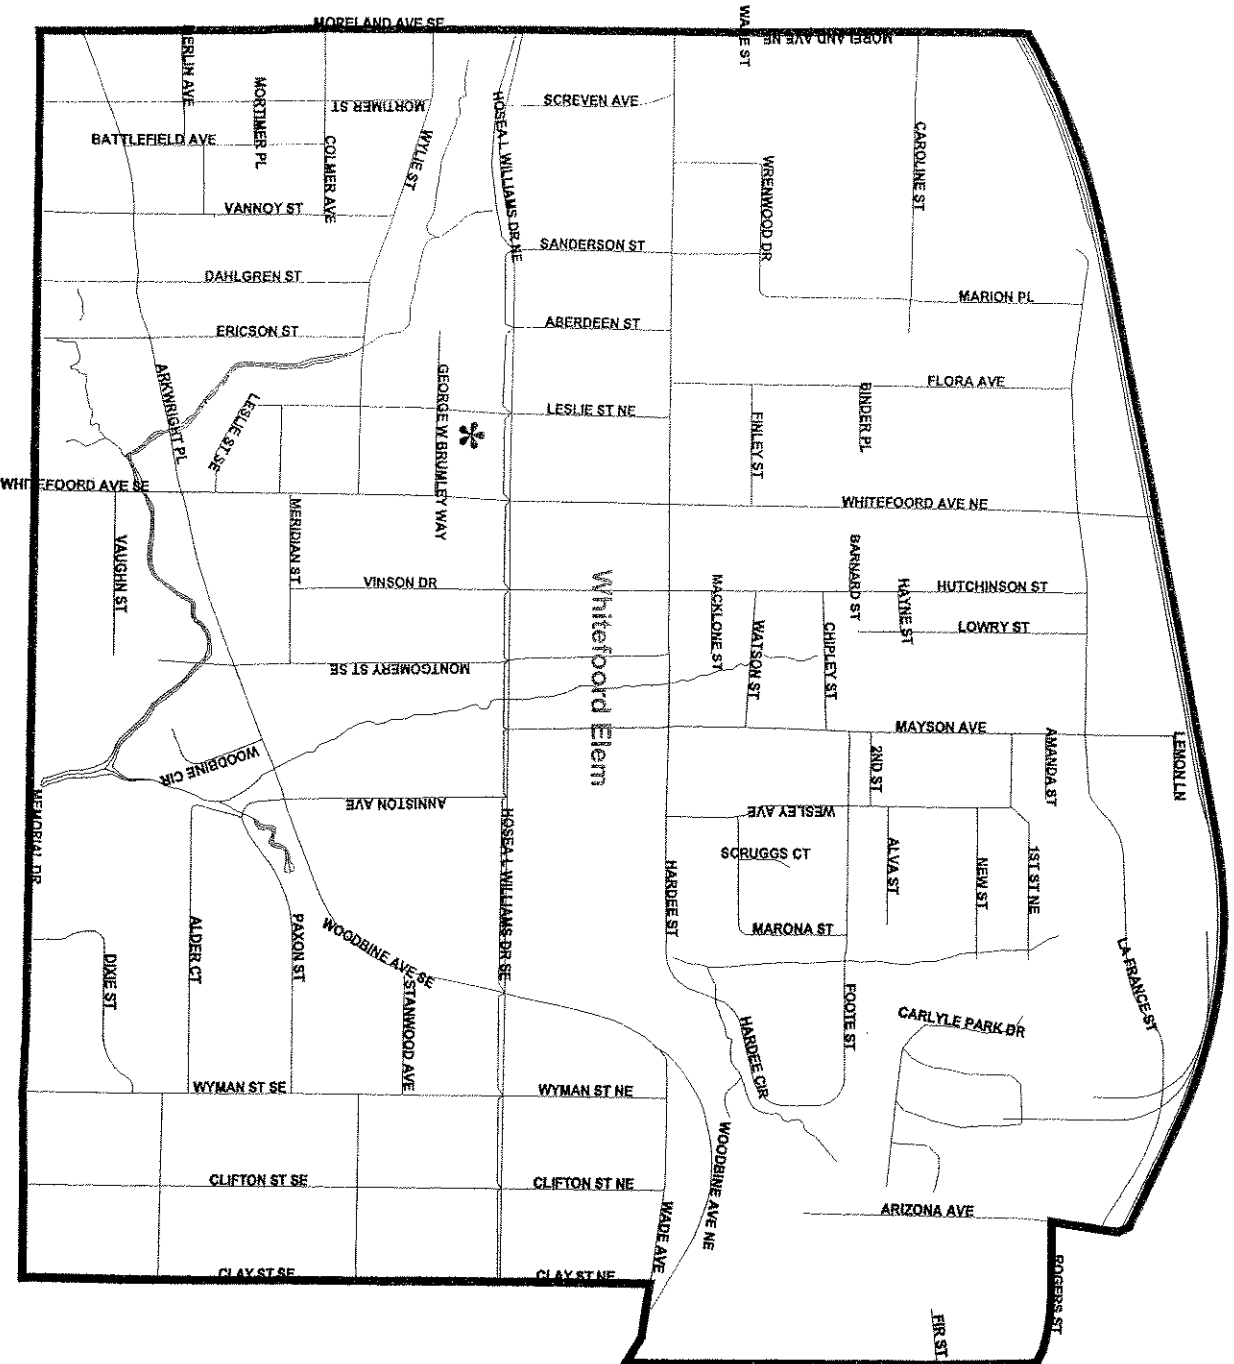 MORELAND AVE SE
WADE ST
MORELAND AVE NE
MORTIMER PL
MORTIMER ST
SCREVEN AVE
BATTLEFIELD AVE
COLMER AVE
WYLIE ST
HOSEA L WILLIAMS DR NE
CAROLINE ST
VANNOY ST
WRENWOOD DR
SANDERSON ST
DAHLGREN ST
MARION PL
ERICSON ST
ABERDEEN ST
ARKWRIGHT PL
GEORGE W BRUMLEY WAY
FLORA AVE
LESLIE ST SE
LESLIE ST NE
FINLEY ST
BINDER PL
WHITEFOORD AVE SE
MERIDIAN ST
WHITEFOORD AVE NE
VAUGHN ST
VINSON DR
Whitefoord Elem
MACKLONE ST
BARNARD ST
HAYNE ST
HUTCHINSON ST
WATSON ST
CHIPLEY ST
LOWRY ST
MONTGOMERY ST SE
MAYSON AVE
WOODBINE CIR
2ND ST
AMANDA ST
LEMON LN
ANNISTON AVE
WESLEY AVE
MEMORIAL DR
HOSEA L WILLIAMS DR SE
SCRUGGS CT
HARDEE ST
ALVA ST
NEW ST
1ST ST NE
ALDER CT
PAXON ST
WOODBINE AVE SE
MARONA ST
LA FRANCE ST
DIXIE ST
STANWOOD AVE
FOOTE ST
CARLYLE PARK DR
HARDEE CIR
WYMAN ST SE
WYMAN ST NE
WOODBINE AVE NE
CLIFTON ST SE
CLIFTON ST NE
WADE AVE
ARIZONA AVE
CLAY ST SE
CLAY ST NE
ROGERS ST
FIR ST